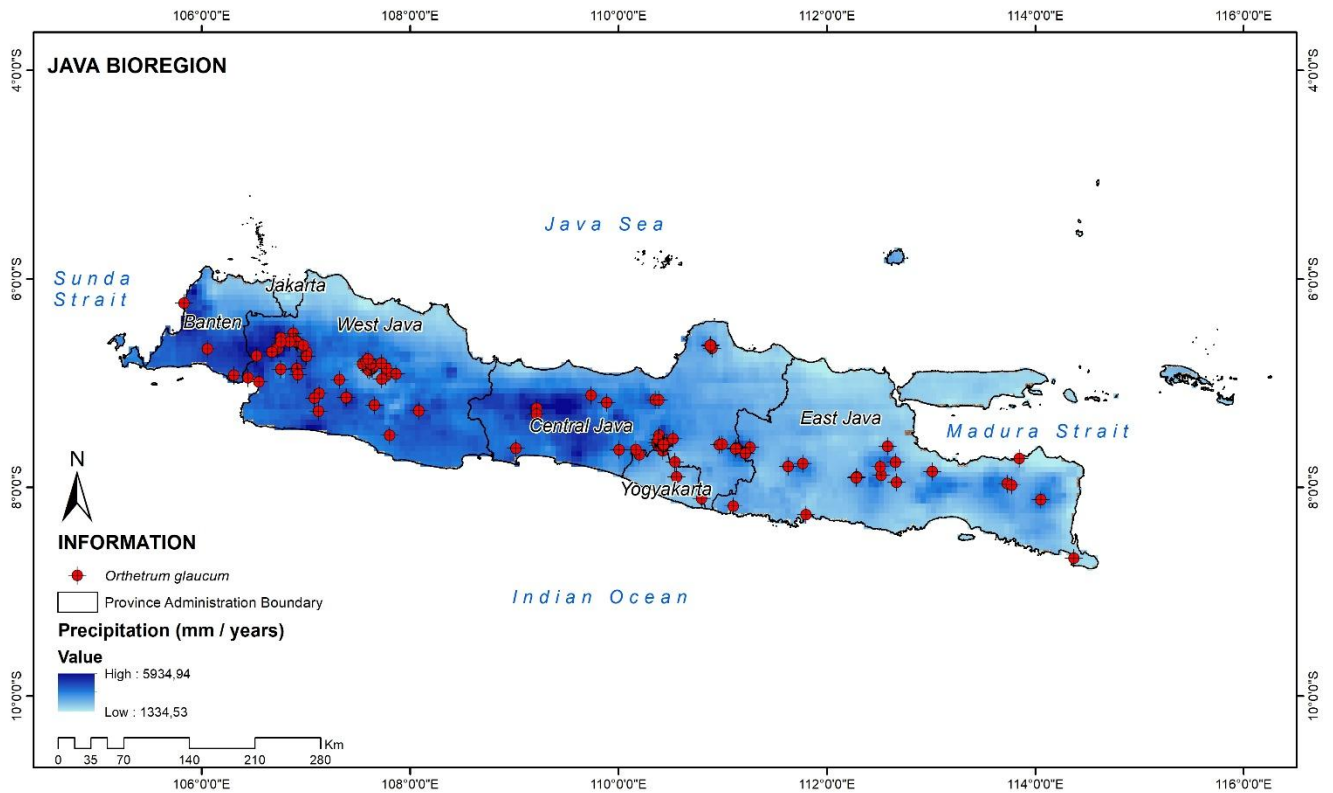 106°0'0"E 108°0'0"E 110°0'0"E 112°0'0"E 114°0'0"E 116°0'0"E
JAVA BIOREGION
4°0'0"S 4°0'0"S
Java Sea
Sunda
Strait
6°0'0"S 6°0'0"S
Jakarta
Banten
West Java
East Java
Central Java
Madura Strait
Yogyakarta
8°0'0"S 8°0'0"S
N
INFORMATION
Orthetrum glaucum
Province Administration Boundary
Indian Ocean
Precipitation (mm / years)
Value
High : 5934,94
Low : 1334,53
10°0'0"S 10°0'0"S
Km
0 35 70 140 210 280
106°0'0"E 108°0'0"E 110°0'0"E 112°0'0"E 114°0'0"E 116°0'0"E